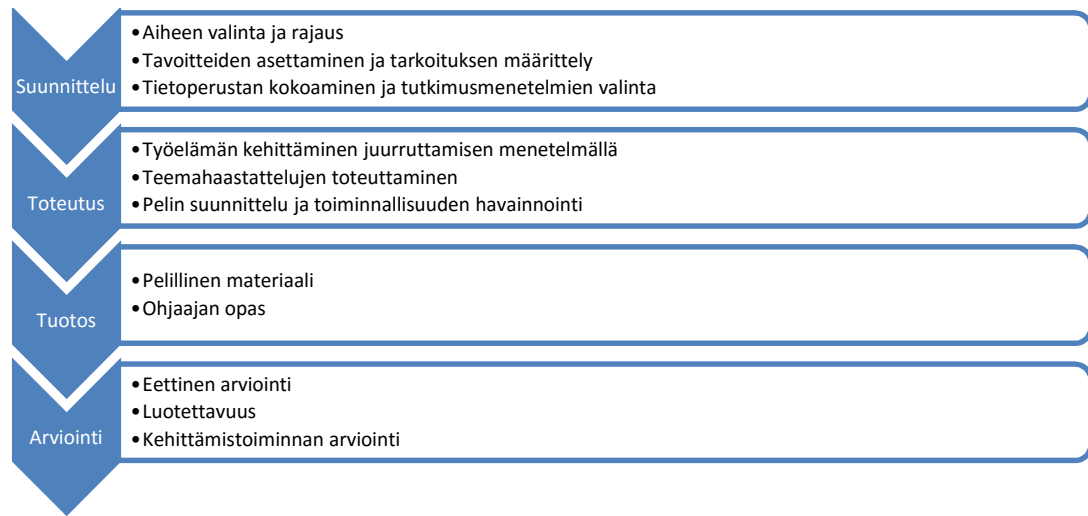 Suunnittelu
•Aiheen valinta ja rajaus
•Tavoitteiden asettaminen ja tarkoituksen määrittely
•Tietoperustan kokoaminen ja tutkimusmenetelmien valinta
Toteutus
•Työelämän kehittäminen juurruttamisen menetelmällä
•Teemahaastattelujen toteuttaminen
•Pelin suunnittelu ja toiminnallisuuden havainnointi
Tuotos
•Pelillinen materiaali
•Ohjaajan opas
Arviointi
•Eettinen arviointi
•Luotettavuus
•Kehittämistoiminnan arviointi